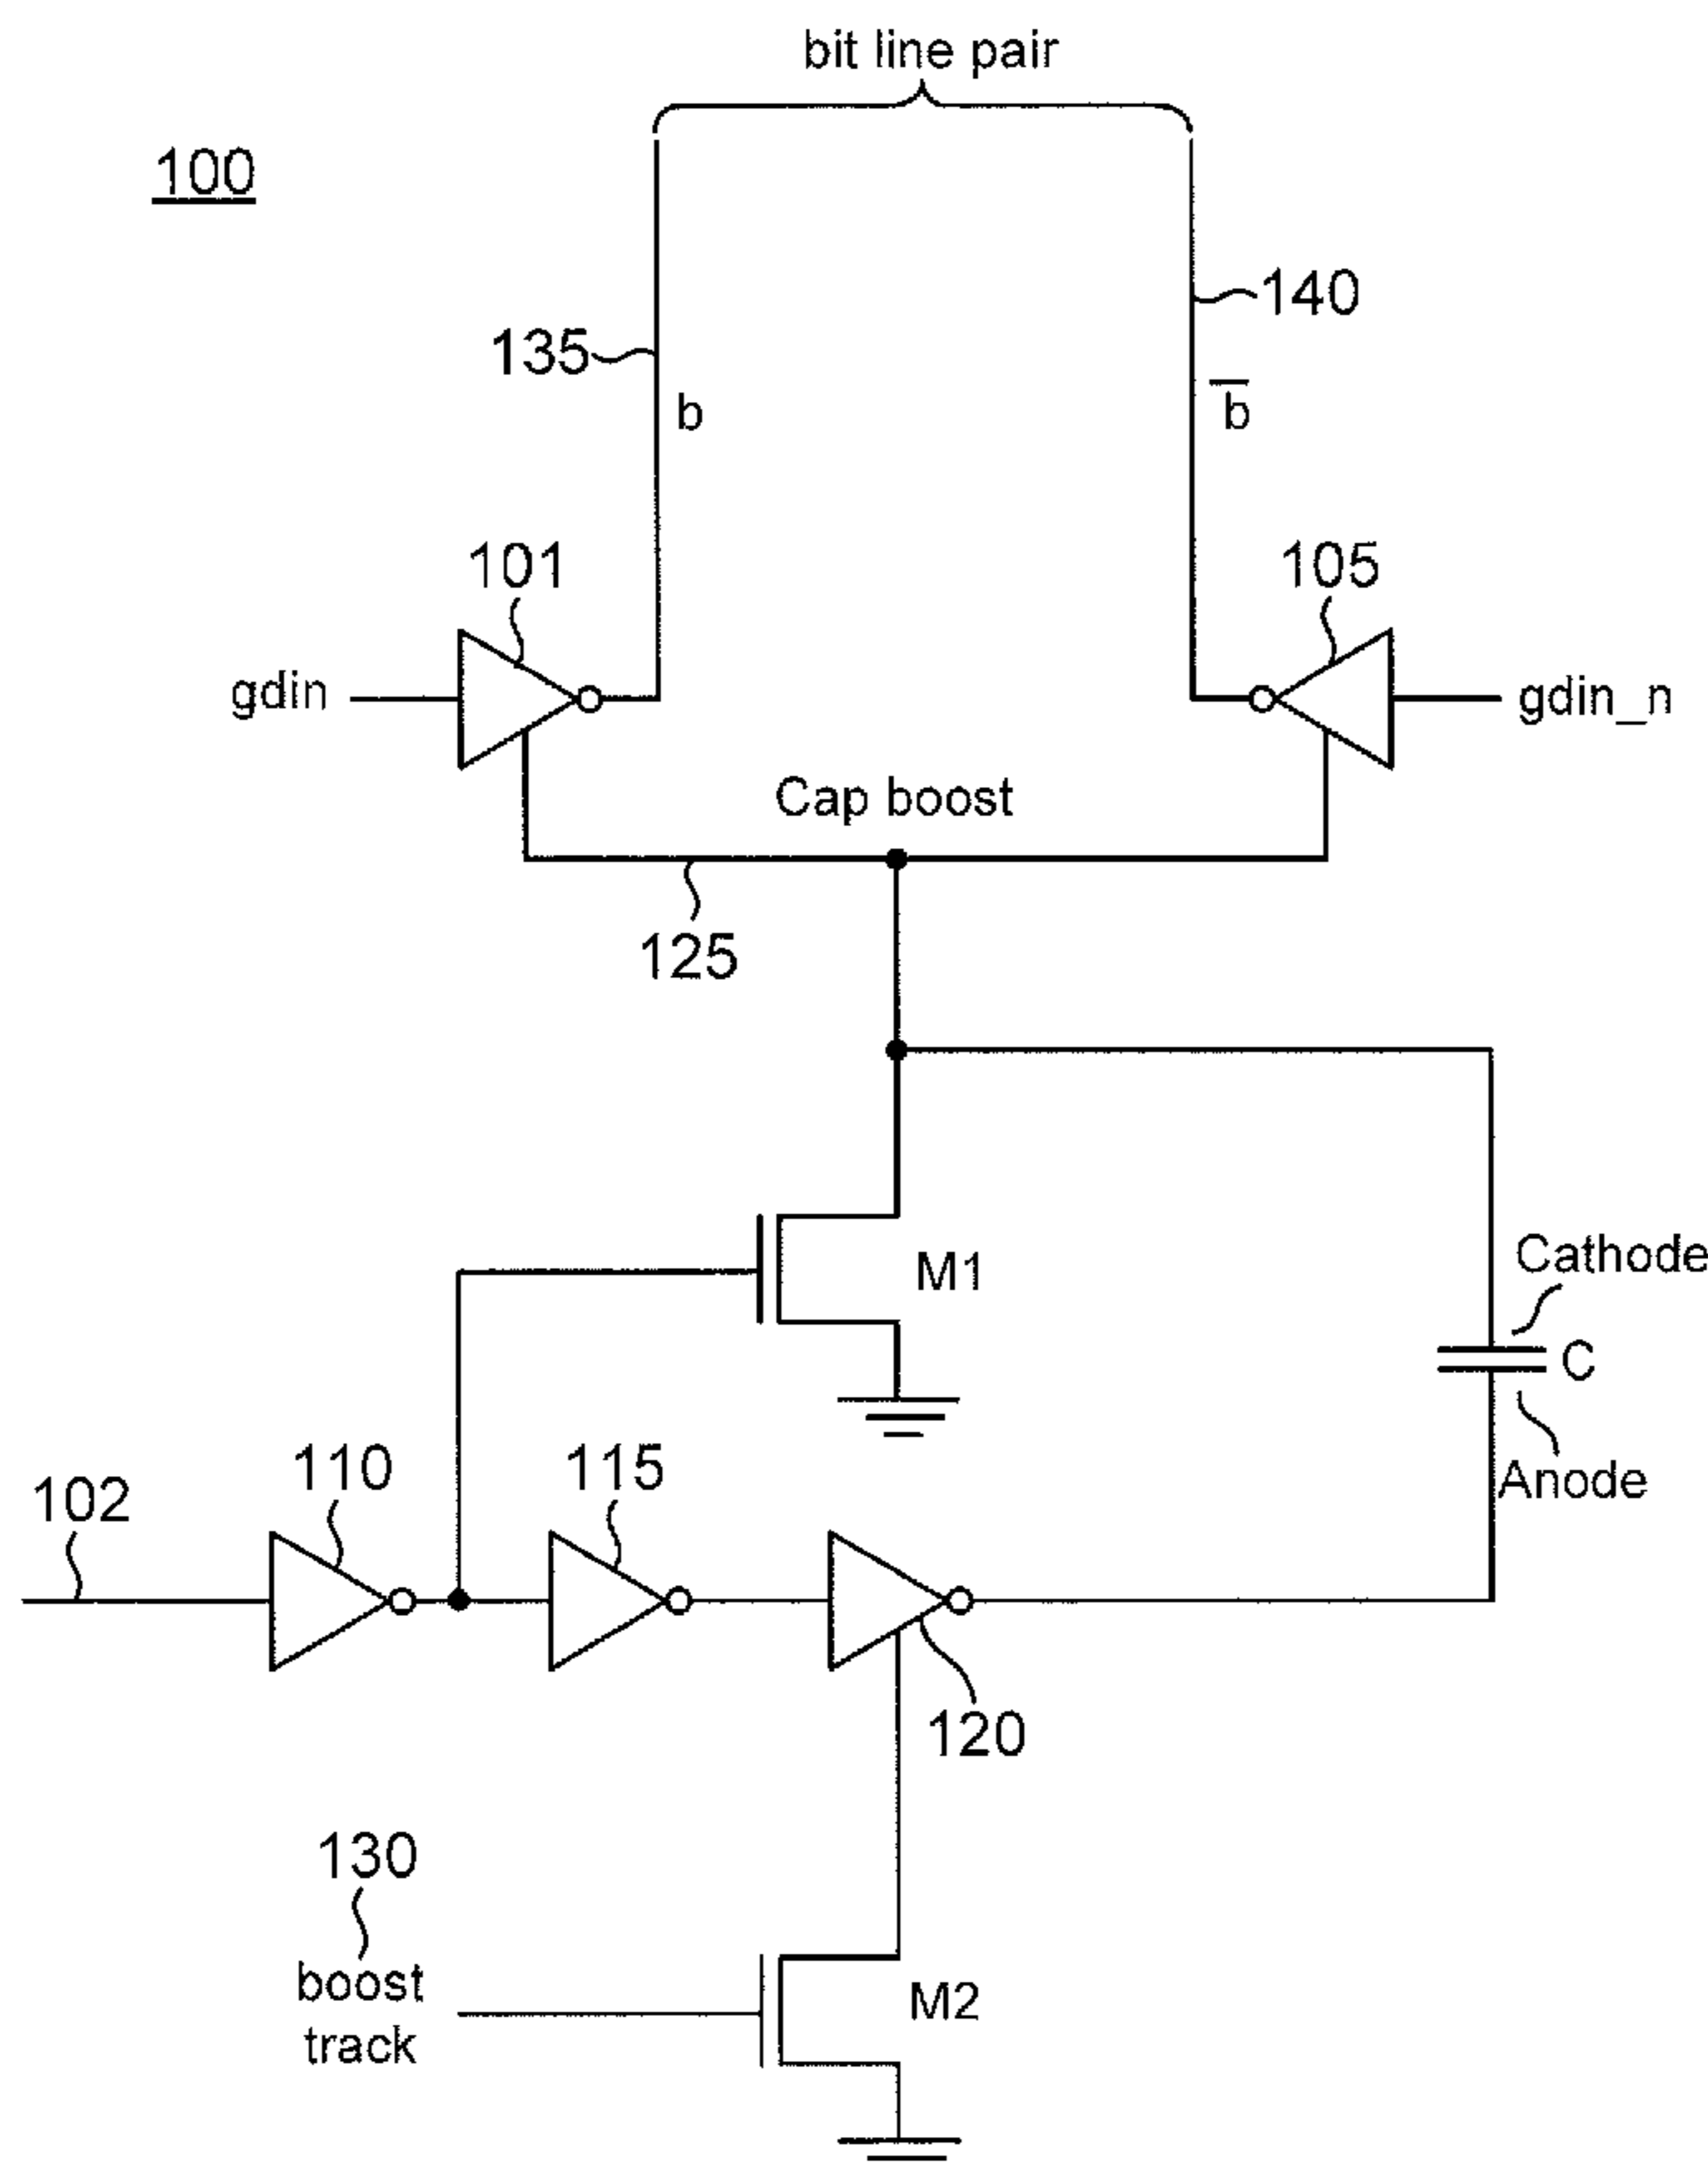 bit line pair
100
140
135
b
b̅
101
105
gdin
gdin_n
Cap boost
125
M1
Cathode
C
110
115
Anode
102
120
130
boost
track
M2